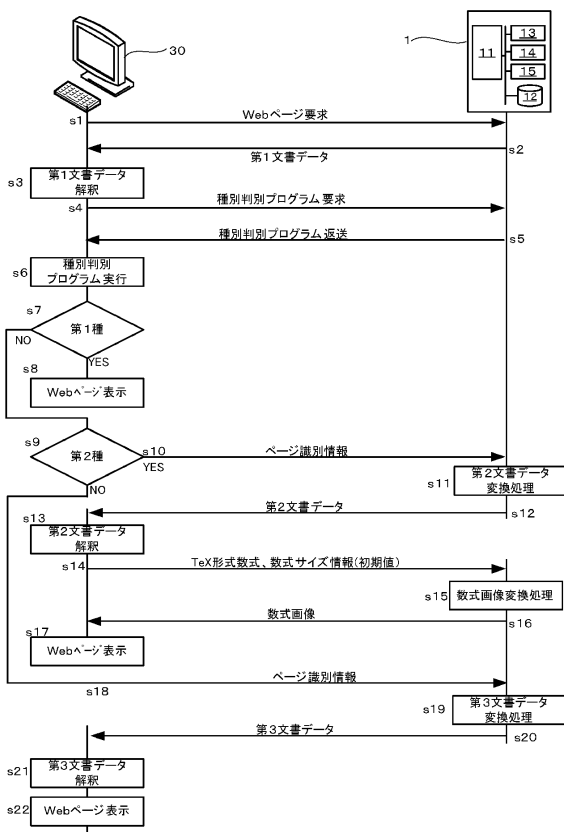 30
1
11
13
14
15
12
s1
Webページ要求
第1文書データ
s2
s3
第1文書データ
解釈
s4
種別判別プログラム要求
種別判別プログラム返送
s5
s6
種別判別
プログラム実行
s7
第1種
NO
YES
s8
Webページ表示
s9
第2種
s10
YES
ページ識別情報
NO
s11
第2文書データ
変換処理
第2文書データ
s12
s13
第2文書データ
解釈
s14
TeX形式数式、数式サイズ情報(初期値)
s15
数式画像変換処理
数式画像
s16
s17
Webページ表示
ページ識別情報
s18
s19
第3文書データ
変換処理
第3文書データ
s20
s21
第3文書データ
解釈
s22
Webページ表示